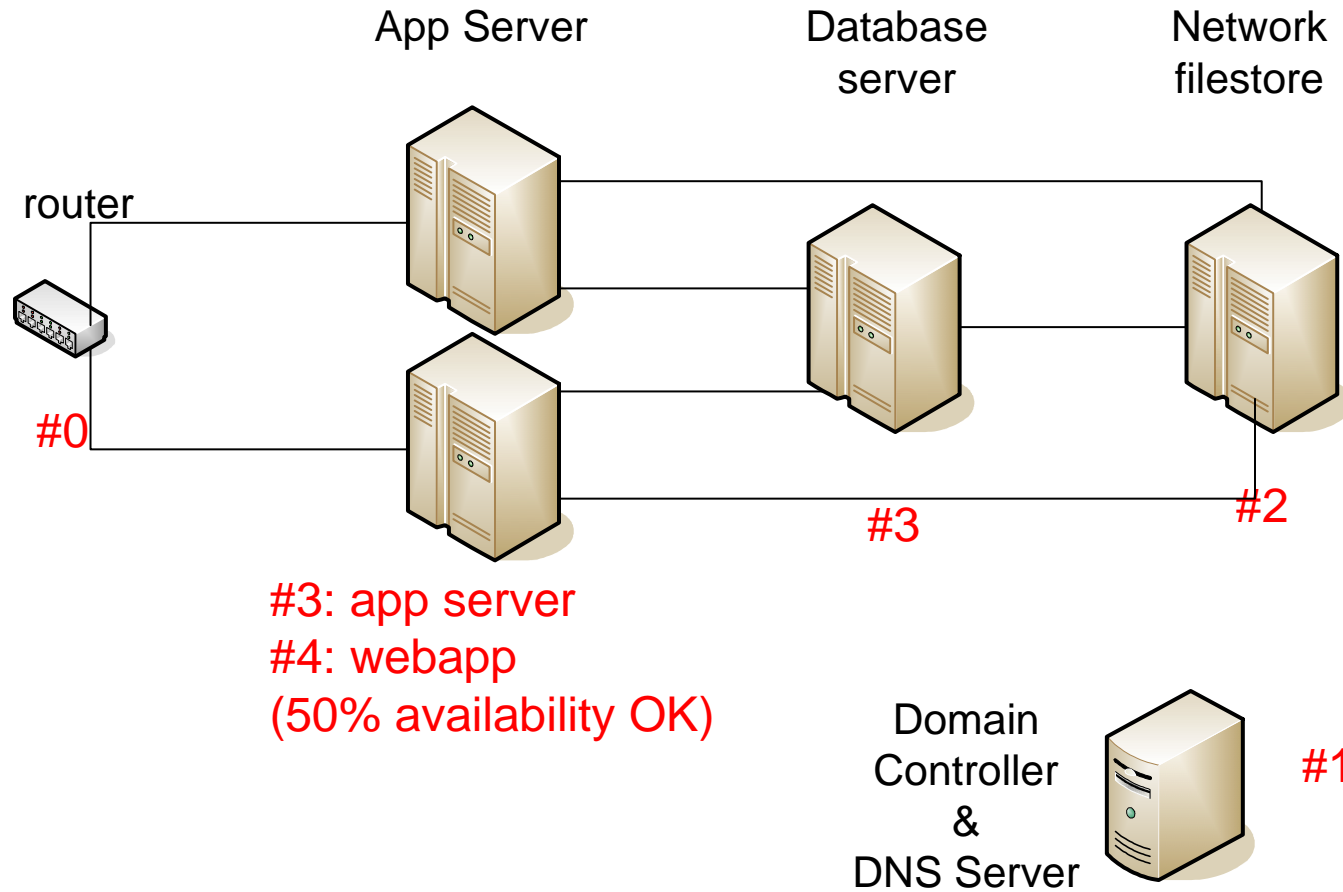 App Server
Database
server
Network
filestore
router
#0
#3
#2
#3: app server
#4: webapp
(50% availability OK)
Domain
Controller
&
DNS Server
#1